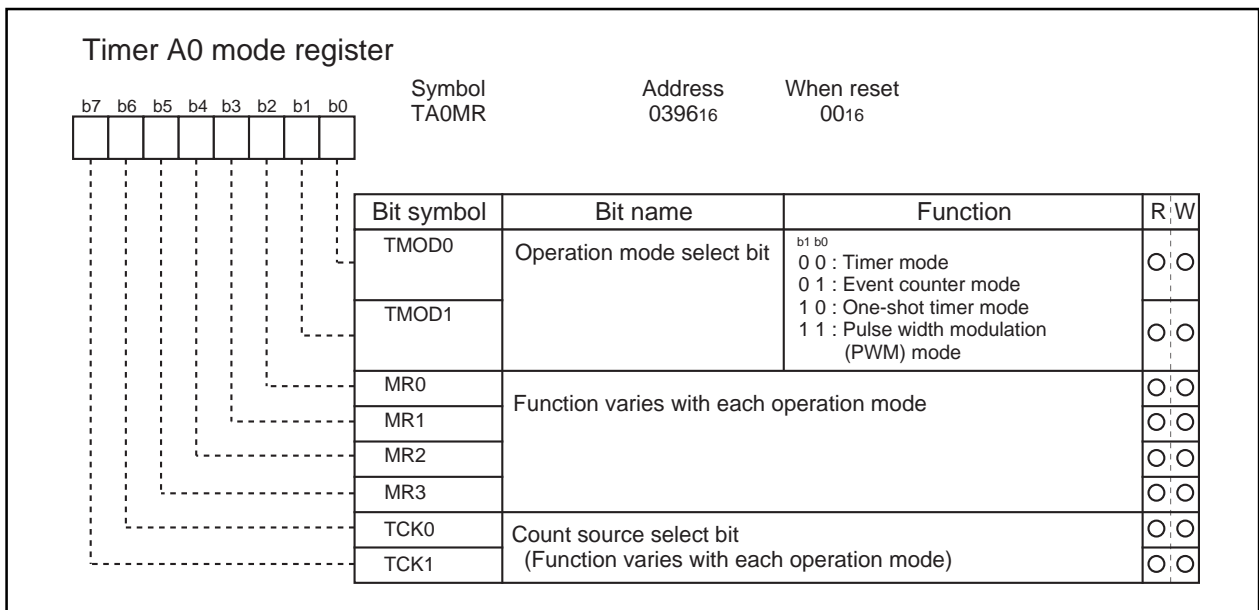 Timer A0 mode register
Symbol Address When reset
TA0MR 039616 0016
b7 b6 b5 b4 b3 b2 b1 b0
Bit symbol Bit name Function R W
TMOD0 Operation mode select bit
b1 b0
0 0 : Timer mode
0 1 : Event counter mode
TMOD1
1 0 : One-shot timer mode
1 1 : Pulse width modulation
(PWM) mode
MR0
Function varies with each operation mode
MR1
MR2
MR3
TCK0
Count source select bit
(Function varies with each operation mode)
TCK1